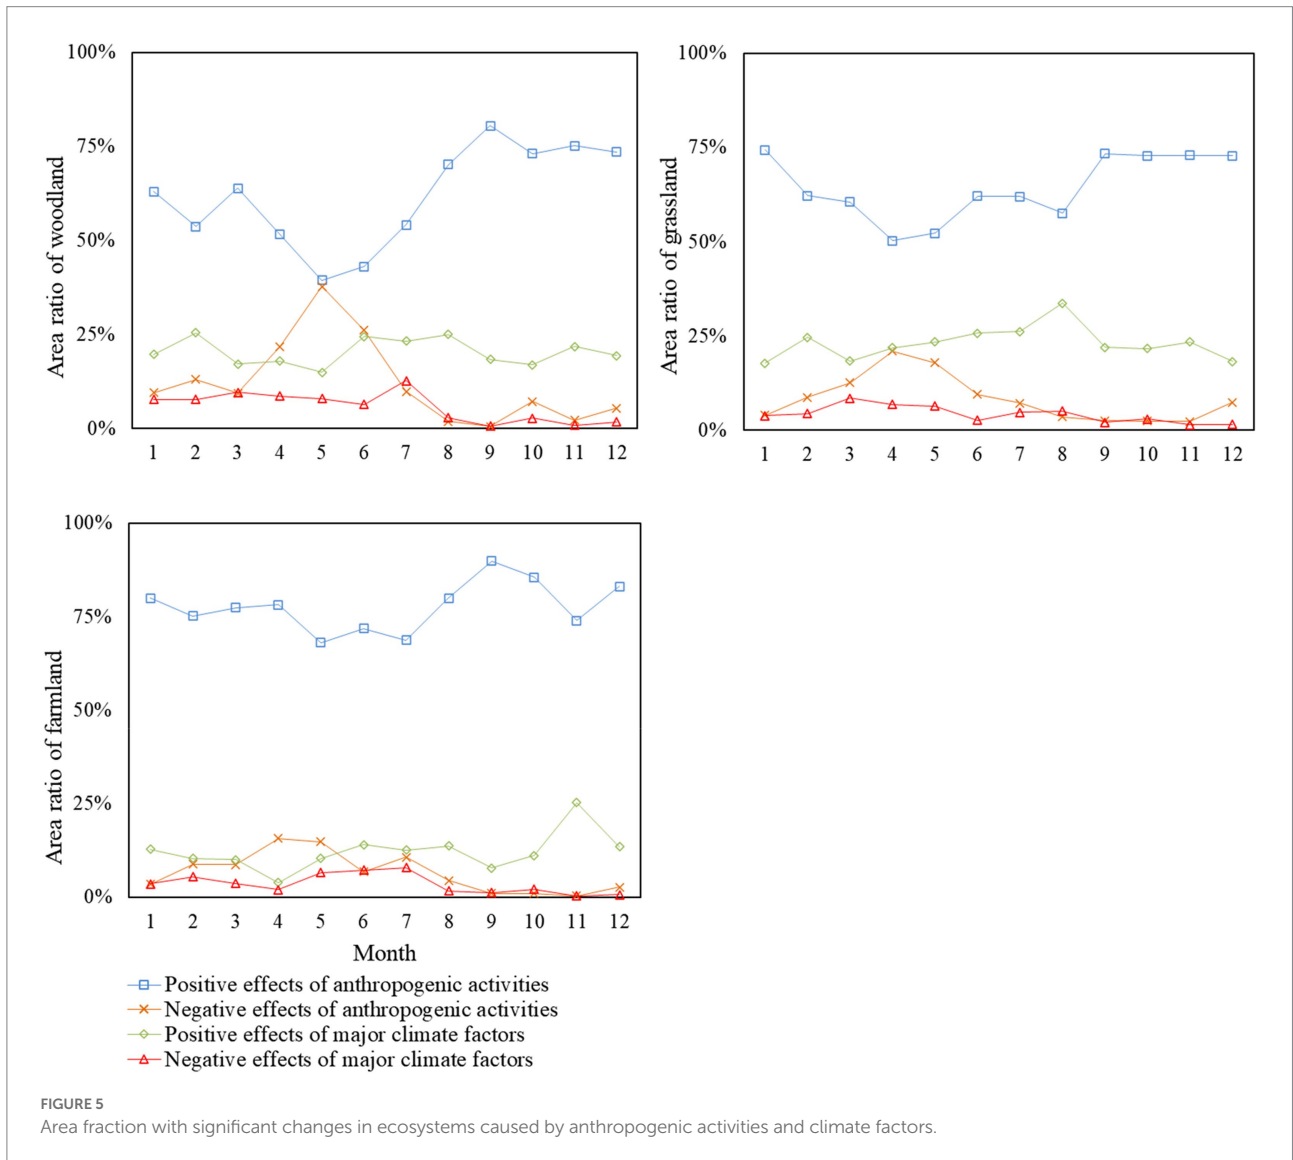 100%
75%
50%
25%
0%
Area ratio of woodland
1 2 3 4 5 6 7 8 9 10 11 12
100%
75%
50%
25%
0%
Area ratio of grassland
1 2 3 4 5 6 7 8 9 10 11 12
100%
75%
50%
25%
0%
Area ratio of farmland
1 2 3 4 5 6 7 8 9 10 11 12
Month
Positive effects of anthropogenic activities
Negative effects of anthropogenic activities
Positive effects of major climate factors
Negative effects of major climate factors
FIGURE 5
Area fraction with significant changes in ecosystems caused by anthropogenic activities and climate factors.